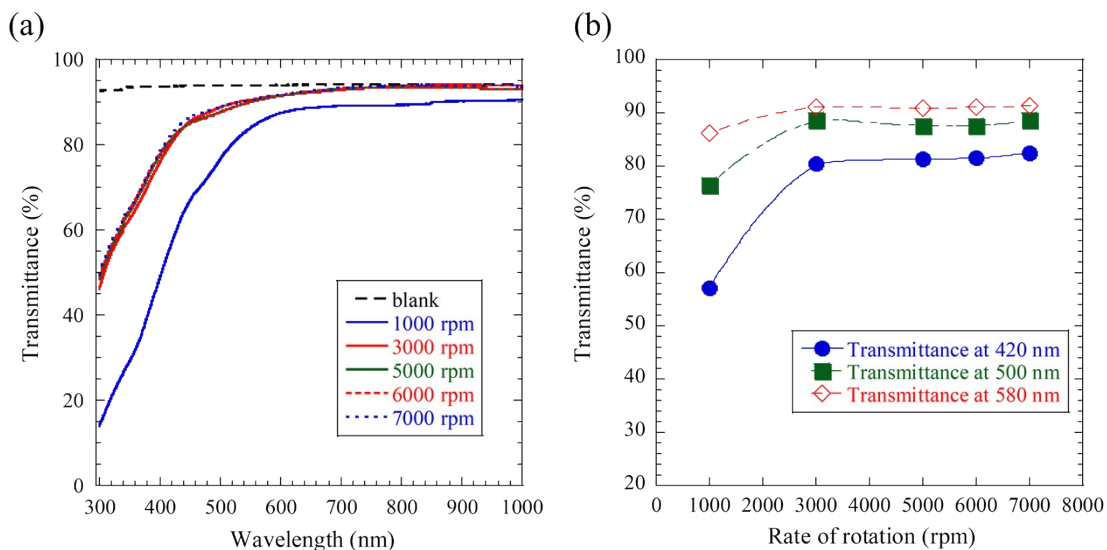 (a)
100
80
60
40
20
0
Transmittance (%)
300 400 500 600 700 800 900 1000
Wavelength (nm)
blank
1000 rpm
3000 rpm
5000 rpm
6000 rpm
7000 rpm
(b)
100
90
80
70
60
50
40
30
20
Transmittance (%)
0 1000 2000 3000 4000 5000 6000 7000 8000
Rate of rotation (rpm)
Transmittance at 420 nm
Transmittance at 500 nm
Transmittance at 580 nm